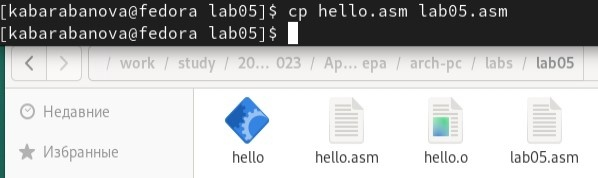 [kabarabanova@fedora lab05]$ cp hello.asm lab05.asm
[kabarabanova@fedora lab05]$
/ work / study / 20... 023 / Ap... ера / arch-pc / labs / lab05
Недавние
Избранные
hello hello.asm hello.o lab05.asm